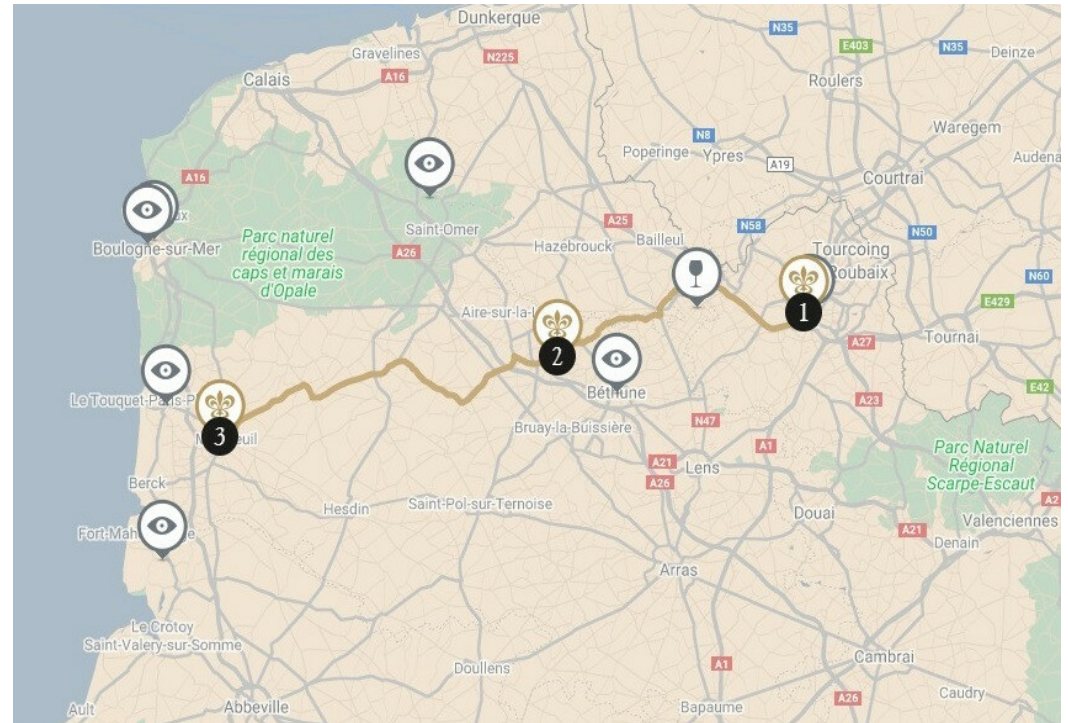 Dunkerque
N35
Gravelines
N225
E403
N35
Deinze
Calais
A16
Roulers
N8
Waregem
Poperinge
Ypres
A19
A16
Courtrai
Saint-Omer
A25
N58
N50
Boulogne-sur-Mer
Parc naturel
régional des
caps et marais
d'Opale
A26
Hazebrouck
Bailleul
Tourcoing
Roubaix
N60
E429
1
Aire-sur-la-
2
A27
Tournai
Béthune
E42
Le Touquet-Paris-P
A23
3
Bruay-la-Buissière
N47
A1
Parc Naturel
Régional
Scarpe-Escaut
A21
A26
Lens
Berck
Hesdin
Saint-Pol-sur-Ternoise
Douai
A2
A21
Valenciennes
Denain
Arras
Le Crotoy
Saint-Valery-sur-Somme
Doullens
A1
Cambrai
A26
Caudry
Ault
Abbeville
Bapaume